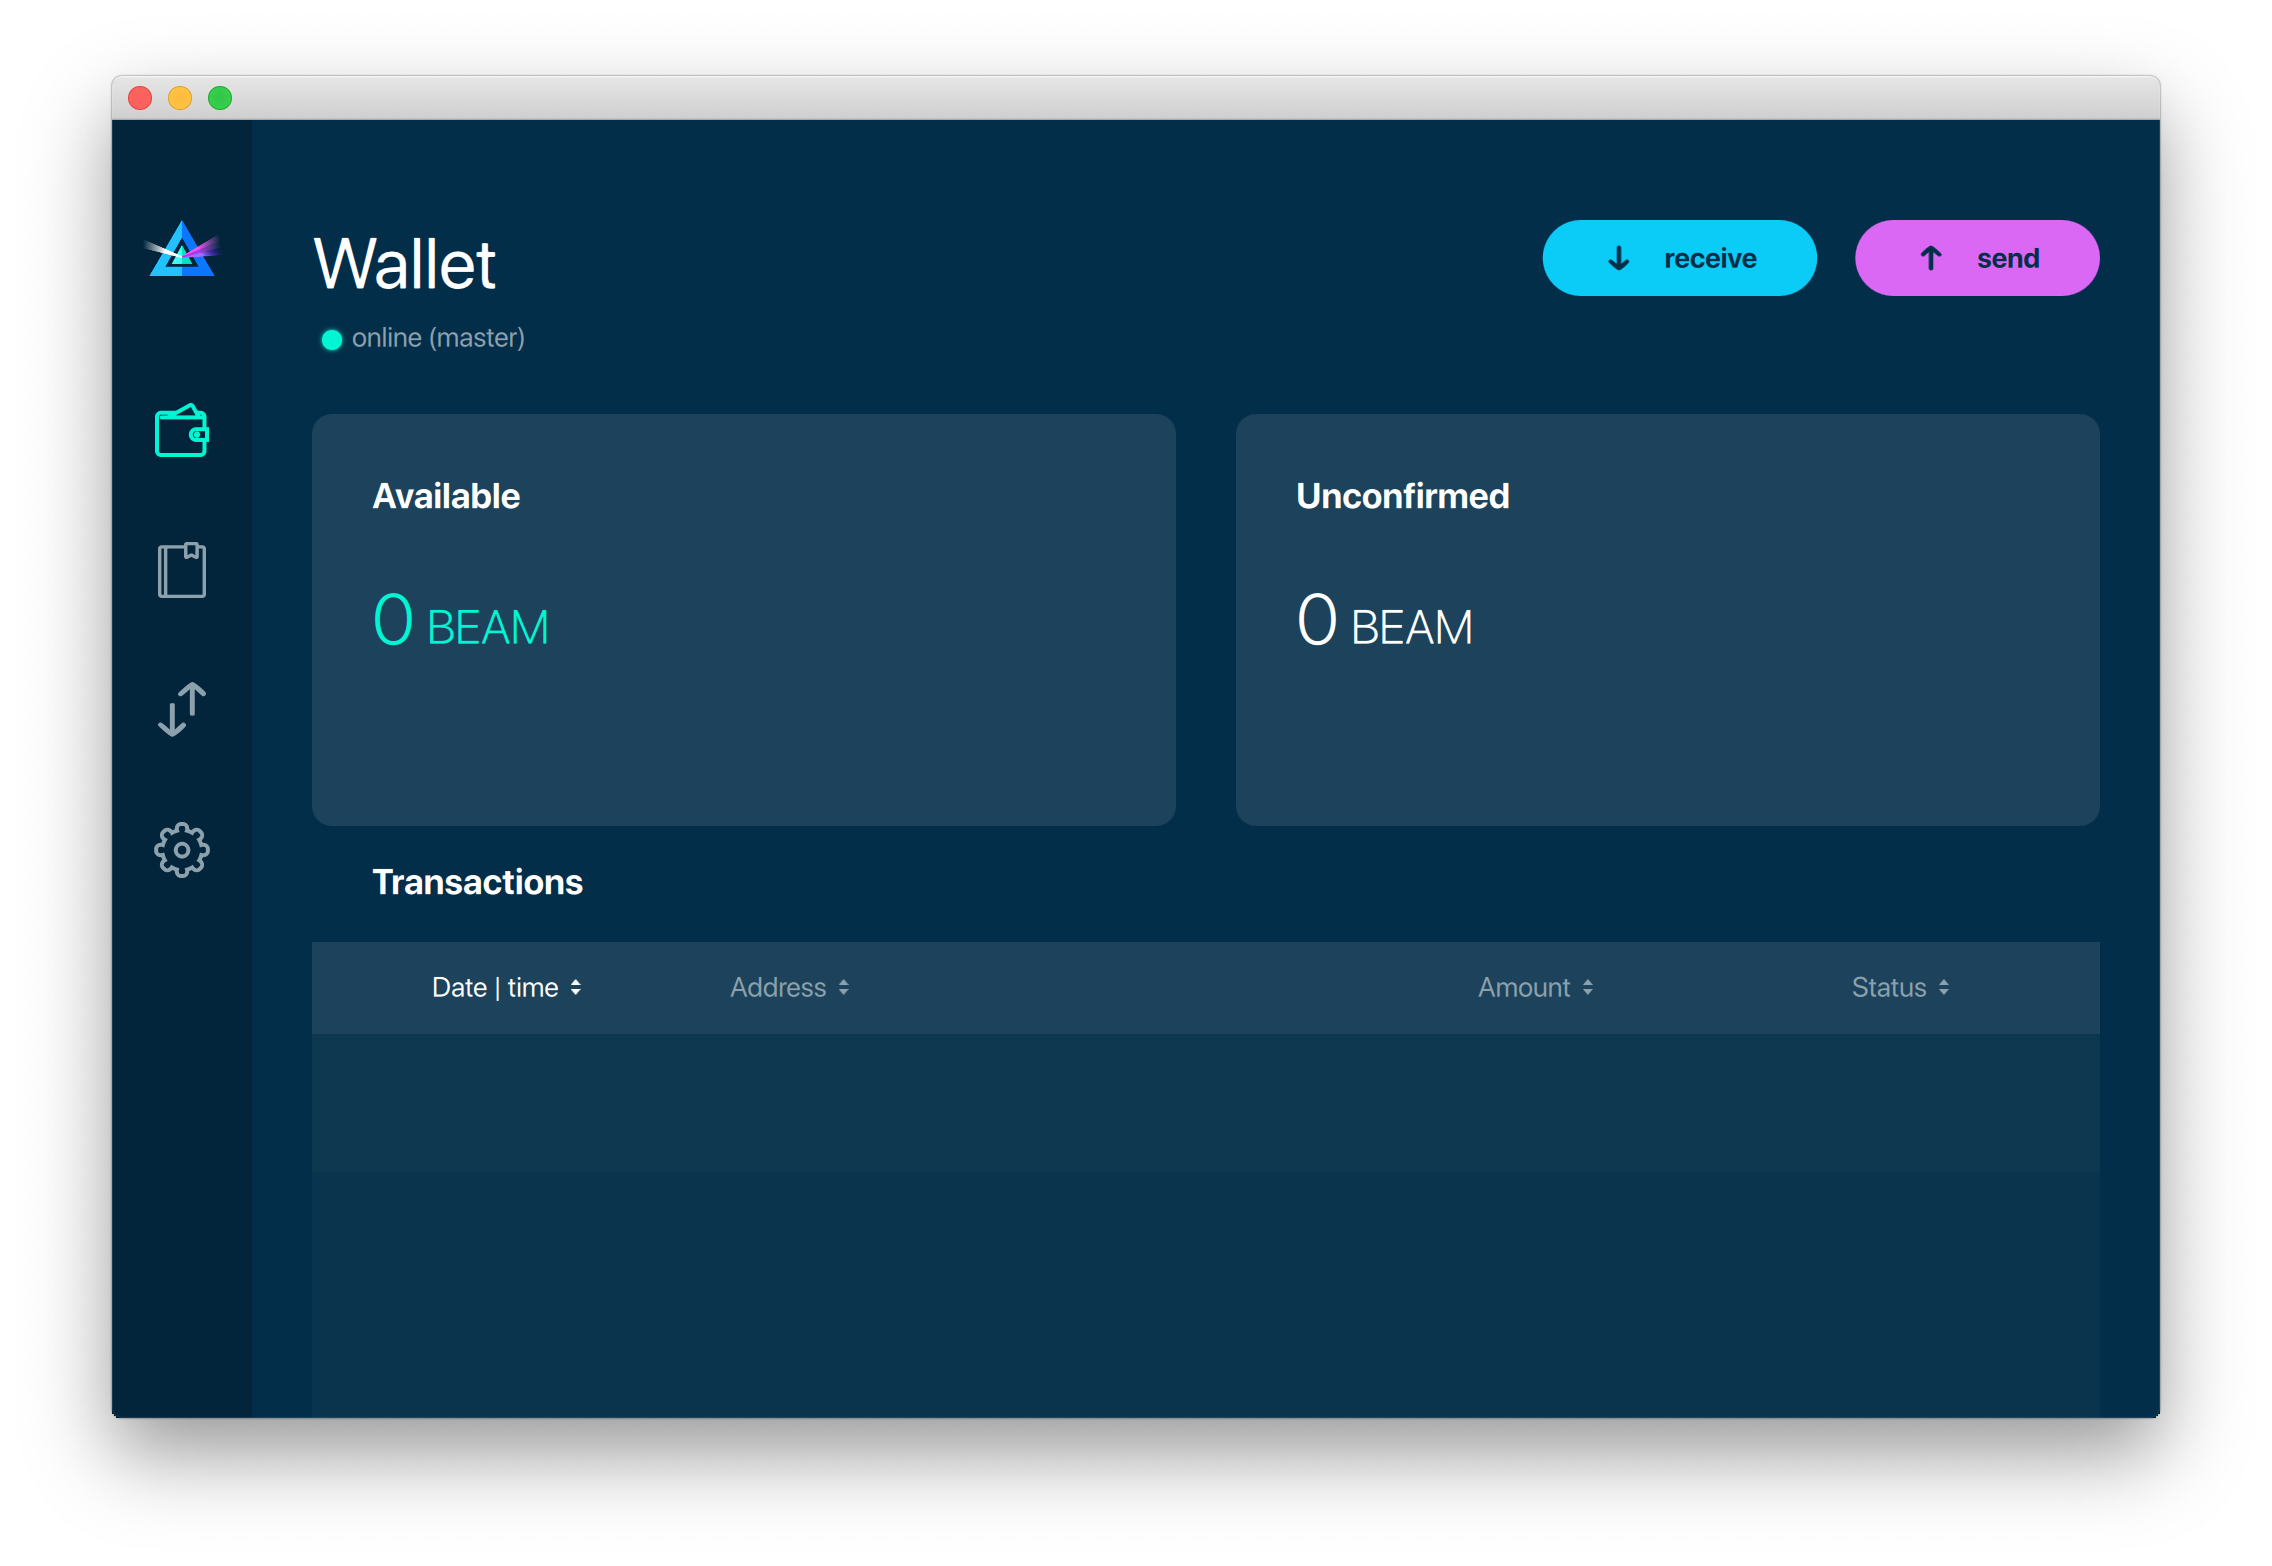 Wallet
receive
send
online (master)
Available
Unconfirmed
0 BEAM
0 BEAM
Transactions
Date | time
Address
Amount
Status